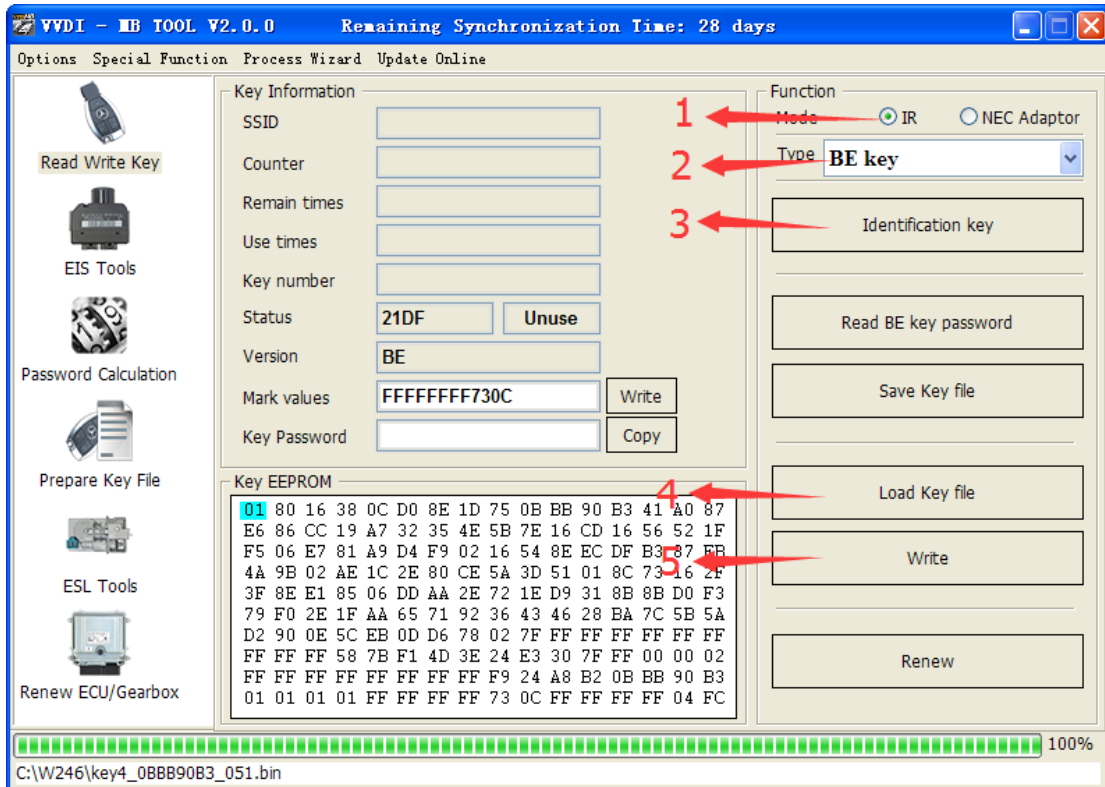 VVDI - MB TOOL V2.0.0 Remaining Synchronization Time: 28 days
Options Special Function Process Wizard Update Online
Read Write Key
EIS Tools
Password Calculation
Prepare Key File
ESL Tools
Renew ECU/Gearbox
Key Information
SSID
Counter
Remain times
Use times
Key number
Status 21DF Unuse
Version BE
Mark values FFFFFFFF730C Write
Key Password Copy
Key EEPROM
01 80 16 38 0C D0 8E 1D 75 0B BB 90 B3 41 A0 87
E6 86 CC 19 A7 32 35 4E 5B 7E 16 CD 16 56 52 1F
F5 06 E7 81 A9 D4 F9 02 16 54 8E EC DF B3 87 EB
4A 9B 02 AE 1C 2E 80 CE 5A 3D 51 01 8C 73 16 2F
3F 8E E1 85 06 DD AA 2E 72 1E D9 31 8B 8B D0 F3
79 F0 2E 1F AA 65 71 92 36 43 46 28 BA 7C 5B 5A
D2 90 0E 5C EB 0D D6 78 02 7F FF FF FF FF FF FF
FF FF FF 58 7B F1 4D 3E 24 E3 30 7F FF 00 00 02
FF FF FF FF FF FF FF F9 24 A8 B2 0B BB 90 B3
01 01 01 01 FF FF FF FF 73 0C FF FF FF FF 04 FC
Function
1 Mode IR NEC Adaptor
2 Type BE key
3 Identification key
Read BE key password
Save Key file
4 Load Key file
5 Write
Renew
100%
C:\W246\key4_0BBB90B3_051.bin